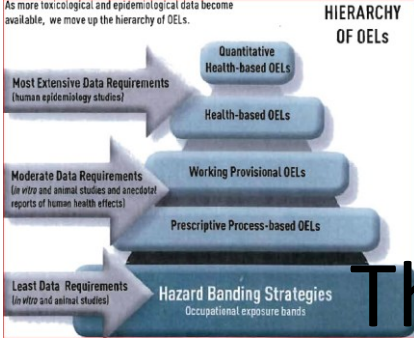 As more toxicological and epidemiological data become
available, we move up the hierarchy of OELs.
HIERARCHY
OF OELs
Quantitative
Health-based OELs
Most Extensive Data Requirements
(human epidemiology studies)
Health-based OELs
Moderate Data Requirements
(in vitro and animal studies and anecdotal
reports of human health effects)
Working Provisional OELs
Prescriptive Process-based OELs
Least Data Requirements
(in vitro and animal studies)
Hazard Banding Strategies
Occupational exposure bands
Th